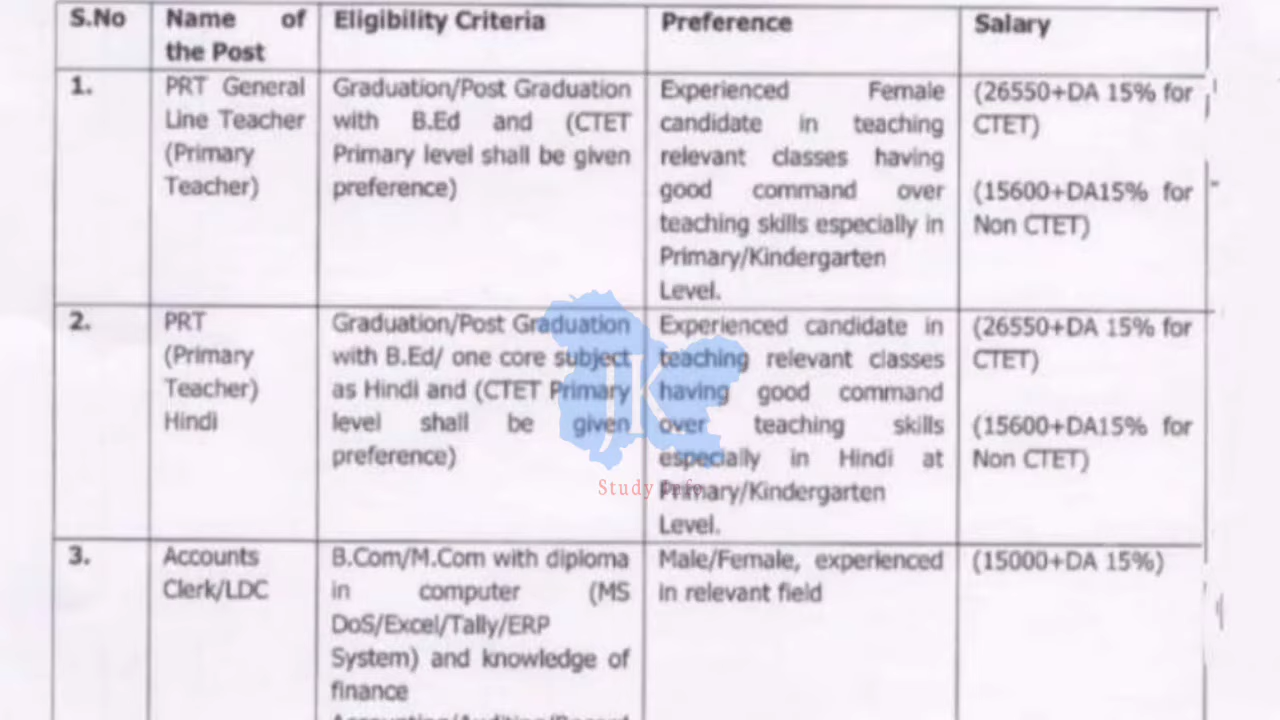 S.No
Name of
the Post
Eligibility Criteria
Preference
Salary
1.
PRT General
Line Teacher
(Primary
Teacher)
Graduation/Post Graduation
with B.Ed and (CTET
Primary level shall be given
preference)
Experienced Female
candidate in teaching
relevant classes having
good command over
teaching skills especially in
Primary/Kindergarten
Level.
(26550+DA 15% for
CTET)
(15600+DA15% for
Non CTET)
2.
PRT
(Primary
Teacher)
Hindi
Graduation/Post Graduation
with B.Ed/ one core subject
as Hindi and (CTET Primary
level shall be given
preference)
Experienced candidate in
teaching relevant classes
having good command
over teaching skills
especially in Hindi at
Primary/Kindergarten
Level.
(26550+DA 15% for
CTET)
(15600+DA15% for
Non CTET)
JK
Study Info
3.
Accounts
Clerk/LDC
B.Com/M.Com with diploma
in computer (MS
DoS/Excel/Tally/ERP
System) and knowledge of
finance
Accounting/Auditing/Record
Male/Female, experienced
in relevant field
(15000+DA 15%)